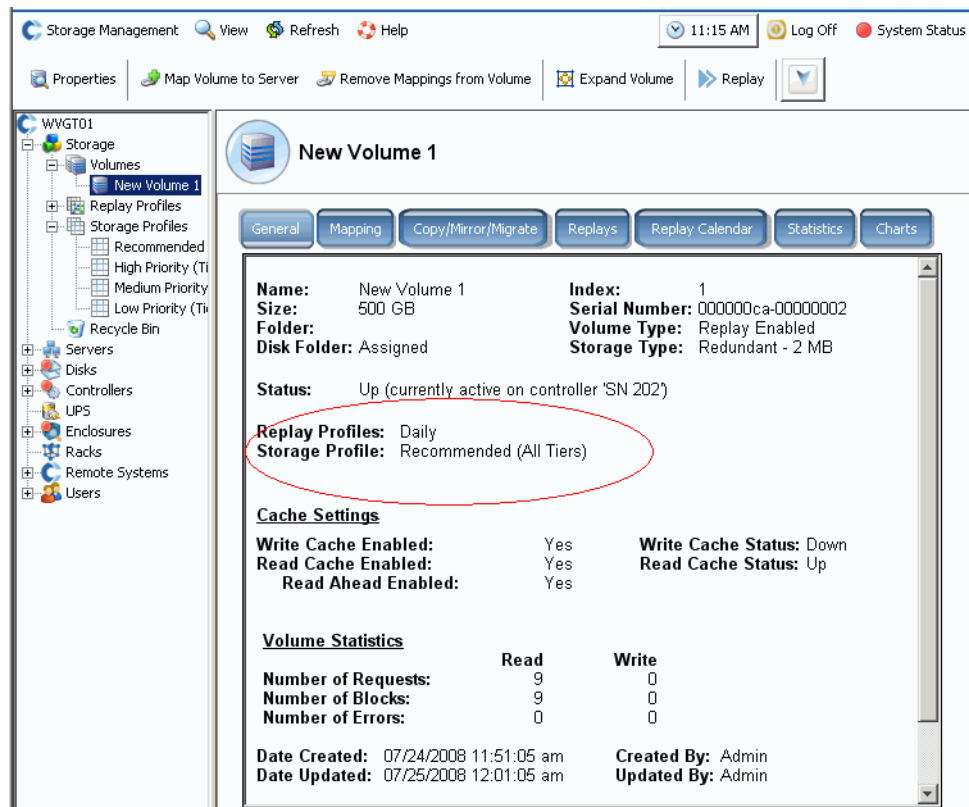 Storage Management View Refresh Help 11:15 AM Log Off System Status
Properties Map Volume to Server Remove Mappings from Volume Expand Volume Replay
WVGT01
Storage
Volumes
New Volume 1
Replay Profiles
Storage Profiles
Recommended
High Priority (Ti
Medium Priority
Low Priority (Tie
Recycle Bin
Servers
Disks
Controllers
UPS
Enclosures
Racks
Remote Systems
Users
New Volume 1
General Mapping Copy/Mirror/Migrate Replays Replay Calendar Statistics Charts
Name: New Volume 1 Index: 1
Size: 500 GB Serial Number: 000000ca-00000002
Folder: Volume Type: Replay Enabled
Disk Folder: Assigned Storage Type: Redundant - 2 MB
Status: Up (currently active on controller 'SN 202')
Replay Profiles: Daily
Storage Profile: Recommended (All Tiers)
Cache Settings
Write Cache Enabled: Yes Write Cache Status: Down
Read Cache Enabled: Yes Read Cache Status: Up
Read Ahead Enabled: Yes
Volume Statistics
Read Write
Number of Requests: 9 0
Number of Blocks: 9 0
Number of Errors: 0 0
Date Created: 07/24/2008 11:51:05 am Created By: Admin
Date Updated: 07/25/2008 12:01:05 am Updated By: Admin